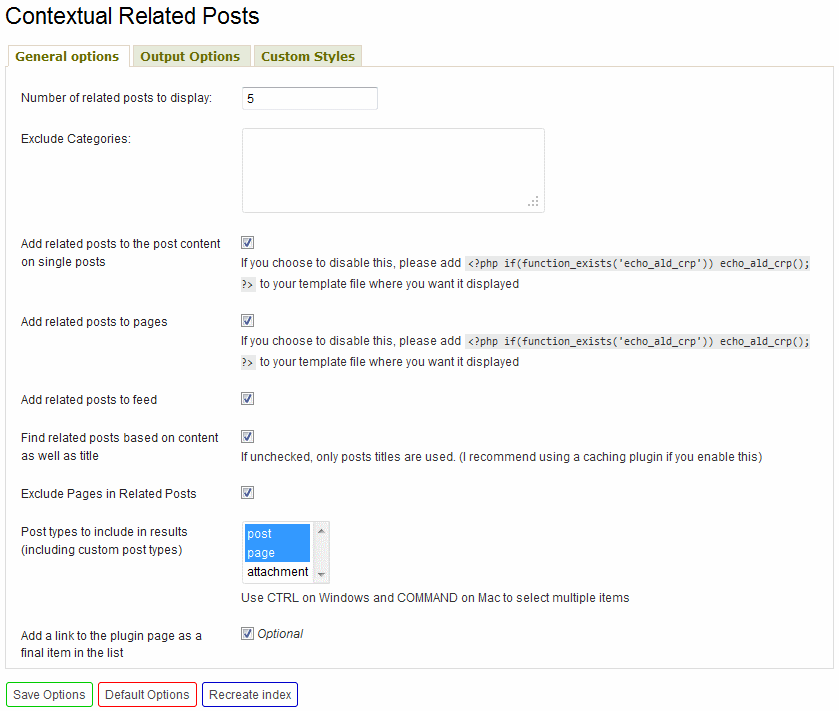 Contextual Related Posts
General options
Output Options
Custom Styles
Number of related posts to display:
5
Exclude Categories:
Add related posts to the post content
on single posts
If you choose to disable this, please add <?php if(function_exists('echo_ald_crp')) echo_ald_crp();
?> to your template file where you want it displayed
Add related posts to pages
If you choose to disable this, please add <?php if(function_exists('echo_ald_crp')) echo_ald_crp();
?> to your template file where you want it displayed
Add related posts to feed
Find related posts based on content
as well as title
If unchecked, only posts titles are used. (I recommend using a caching plugin if you enable this)
Exclude Pages in Related Posts
Post types to include in results
(including custom post types)
post
page
attachment
Use CTRL on Windows and COMMAND on Mac to select multiple items
Add a link to the plugin page as a
final item in the list
Optional
Save Options
Default Options
Recreate index